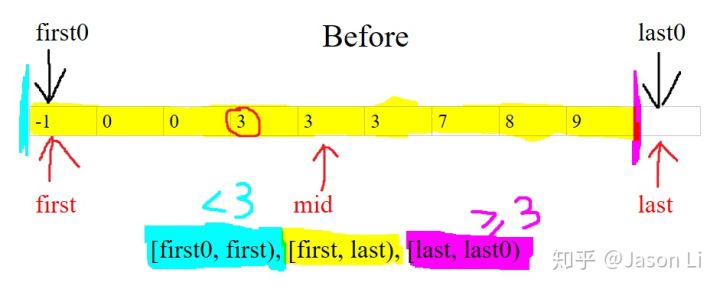 first0 Before last0
-1 0 0 3 3 3 7 8 9
first <3 mid ≥3 last
[first0, first), [first, last), [last, last0)
知乎 @Jason Li